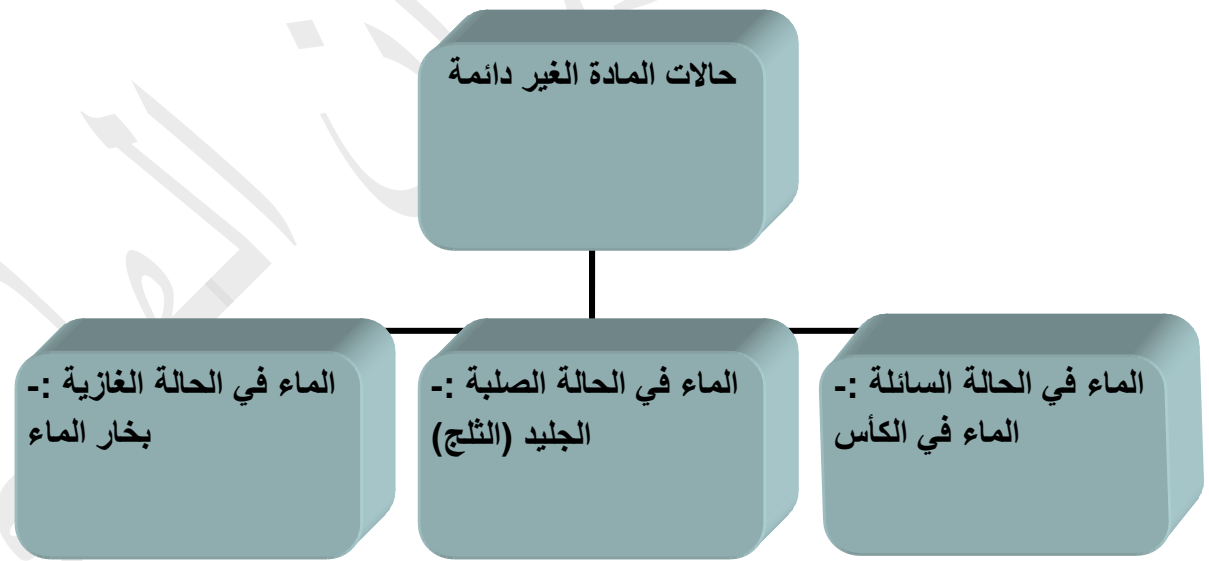 حالات المادة الغير دائمة
الماء في الحالة السائلة :-
الماء في الكأس
الماء في الحالة الصلبة :-
الجليد (الثلج)
الماء في الحالة الغازية :-
بخار الماء